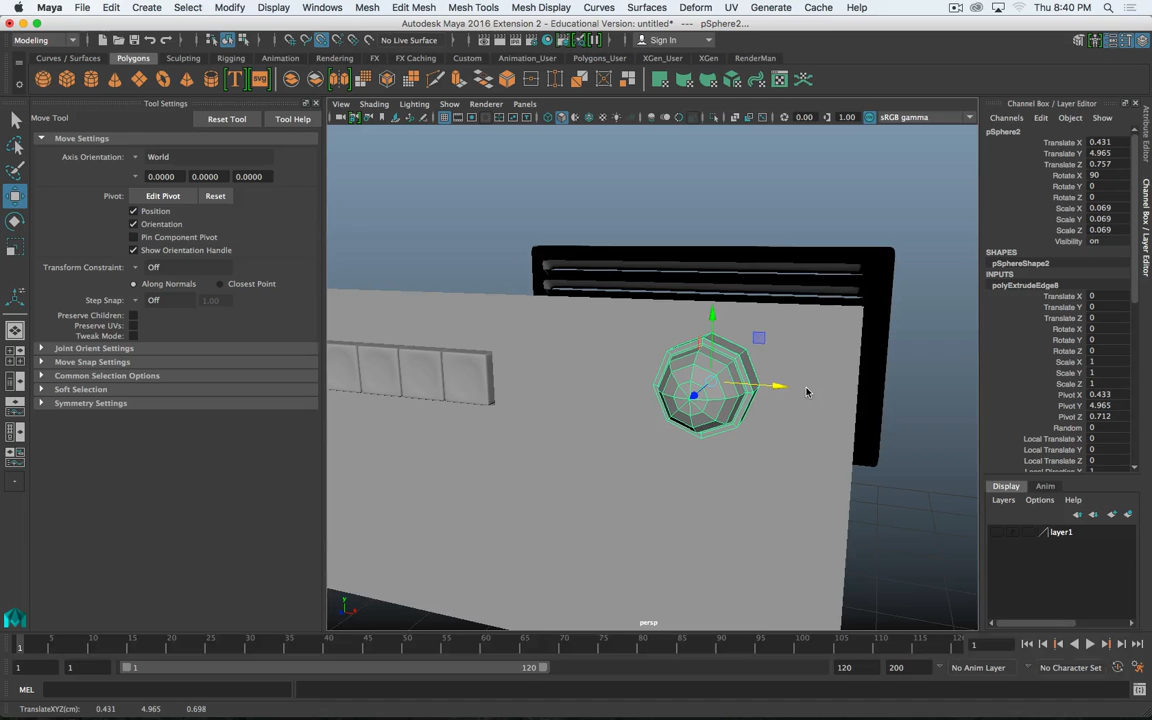 Maya File Edit Create Select Modify Display Windows Mesh Edit Mesh Mesh Tools Mesh Display Curves Surfaces Deform UV Generate Cache Help Thu 8:40 PM
Autodesk Maya 2016 Extension 2 - Educational Version: untitled* --- pSphere2...
Modeling No Live Surface Sign In
Curves / Surfaces Polygons Sculpting Rigging Animation Rendering FX FX Caching Custom Animation_User Polygons_User XGen_User XGen RenderMan
Tool Settings
Move Tool Reset Tool Tool Help
Move Settings
Axis Orientation: World
0.0000 0.0000 0.0000
Pivot: Edit Pivot Reset
Position
Orientation
Pin Component Pivot
Show Orientation Handle
Transform Constraint: Off
Along Normals Closest Point
Step Snap: Off 1.00
Preserve Children:
Preserve UVs:
Tweak Mode:
Joint Orient Settings
Move Snap Settings
Common Selection Options
Soft Selection
Symmetry Settings
View Shading Lighting Show Renderer Panels
0.00 1.00 sRGB gamma
persp
Channel Box / Layer Editor
Channels Edit Object Show
pSphere2
Translate X 0.431
Translate Y 4.965
Translate Z 0.757
Rotate X 90
Rotate Y 0
Rotate Z 0
Scale X 0.069
Scale Y 0.069
Scale Z 0.069
Visibility on
SHAPES
pSphereShape2
INPUTS
polyExtrudeEdge8
Translate X 0
Translate Y 0
Translate Z 0
Rotate X 0
Rotate Y 0
Rotate Z 0
Scale X 1
Scale Y 1
Scale Z 1
Pivot X 0.433
Pivot Y 4.965
Pivot Z 0.712
Random 0
Local Translate X 0
Local Translate Y 0
Local Translate Z 0
Local Direction X 1
Display Anim
Layers Options Help
layer1
Attribute Editor
Channel Box / Layer Editor
5 10 15 20 25 30 35 40 45 50 55 60 65 70 75 80 85 90 95 100 105 110 115 120
1
1
1 1 1 120 120 200 No Anim Layer No Character Set
MEL
TranslateXYZ(cm): 0.431 4.965 0.698